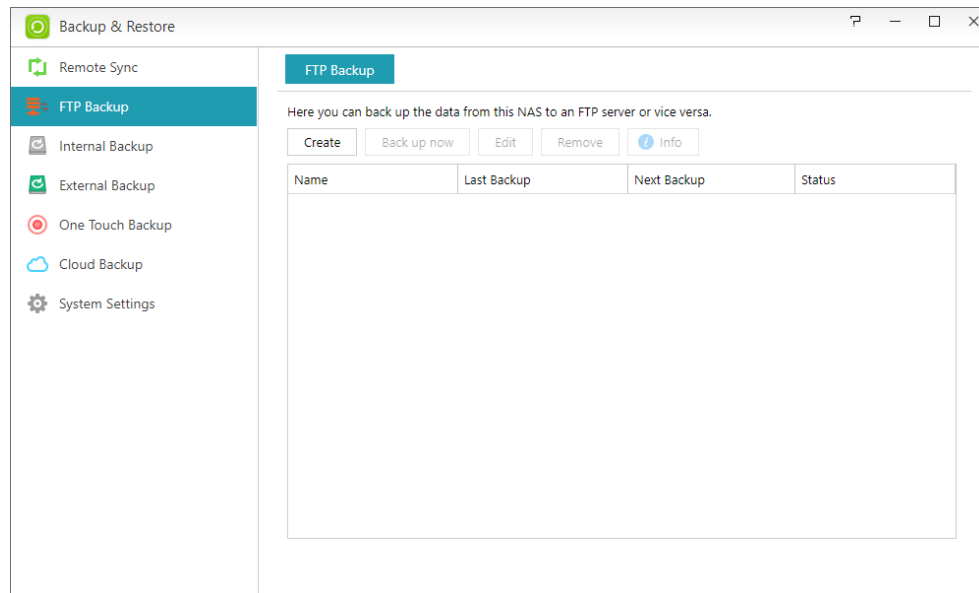 Backup & Restore
Remote Sync
FTP Backup
Internal Backup
External Backup
One Touch Backup
Cloud Backup
System Settings
FTP Backup
Here you can back up the data from this NAS to an FTP server or vice versa.
Create Back up now Edit Remove i Info
Name Last Backup Next Backup Status